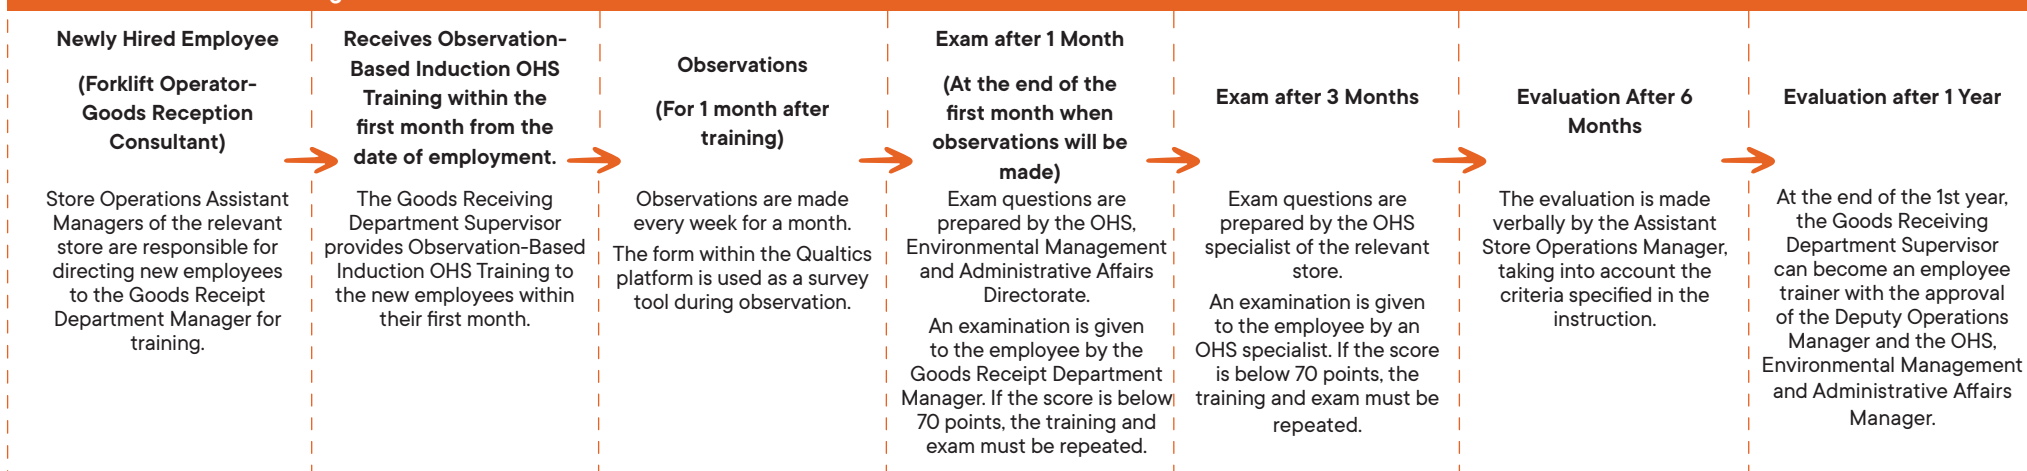 Newly Hired Employee
(Forklift Operator-
Goods Reception
Consultant)
Store Operations Assistant
Managers of the relevant
store are responsible for
directing new employees
to the Goods Receipt
Department Manager for
training.
Receives Observation-
Based Induction OHS
Training within the
first month from the
date of employment.
The Goods Receiving
Department Supervisor
provides Observation-Based
Induction OHS Training to
the new employees within
their first month.
Observations
(For 1 month after
training)
Observations are made
every week for a month.
The form within the Qualtics
platform is used as a survey
tool during observation.
Exam after 1 Month
(At the end of the
first month when
observations will be
made)
Exam questions are
prepared by the OHS,
Environmental Management
and Administrative Affairs
Directorate.
An examination is given
to the employee by the
Goods Receipt Department
Manager. If the score is below
70 points, the training and
exam must be repeated.
Exam after 3 Months
Exam questions are
prepared by the OHS
specialist of the relevant
store.
An examination is given
to the employee by an
OHS specialist. If the score
is below 70 points, the
training and exam must be
repeated.
Evaluation After 6
Months
The evaluation is made
verbally by the Assistant
Store Operations Manager,
taking into account the
criteria specified in the
instruction.
Evaluation after 1 Year
At the end of the 1st year,
the Goods Receiving
Department Supervisor
can become an employee
trainer with the approval
of the Deputy Operations
Manager and the OHS,
Environmental Management
and Administrative Affairs
Manager.